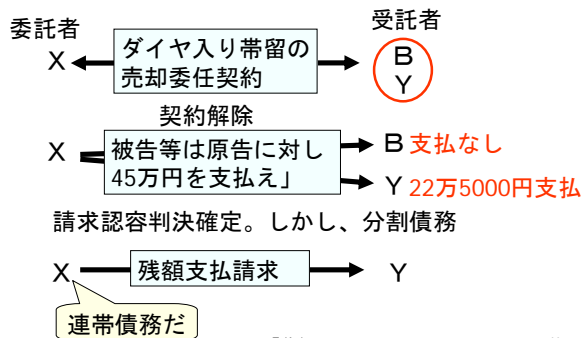 委託者
受託者
X
ダイヤ入り帯留の
売却委任契約
B
Y
契約解除
X
被告等は原告に対し
45万円を支払え」
B 支払なし
Y 22万5000円支払
請求認容判決確定。しかし、分割債務
X
残額支払請求
Y
連帯債務だ